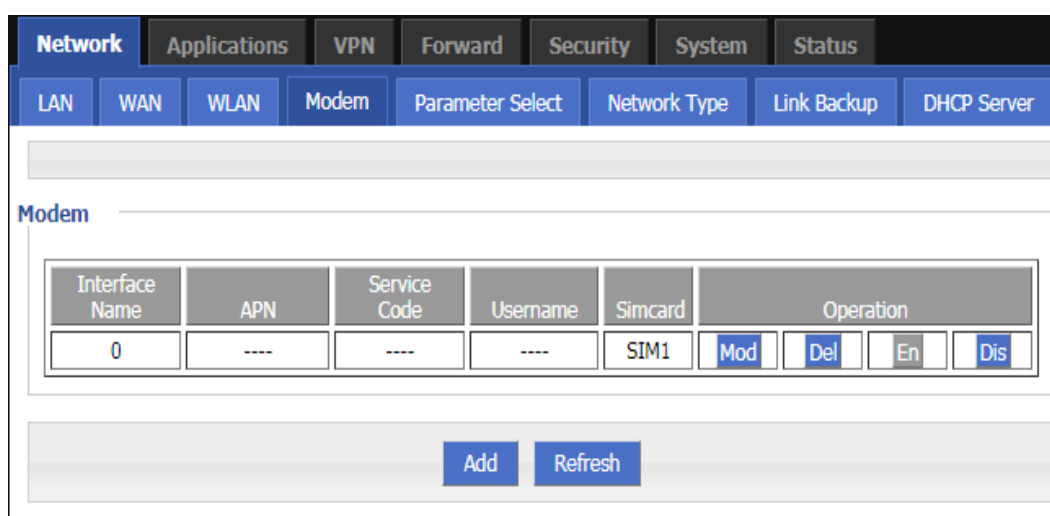 Network Applications VPN Forward Security System Status
LAN WAN WLAN Modem Parameter Select Network Type Link Backup DHCP Server
Modem
Interface Name APN Service Code Username Simcard Operation
0 ---- ---- ---- SIM1 Mod Del En Dis
Add Refresh